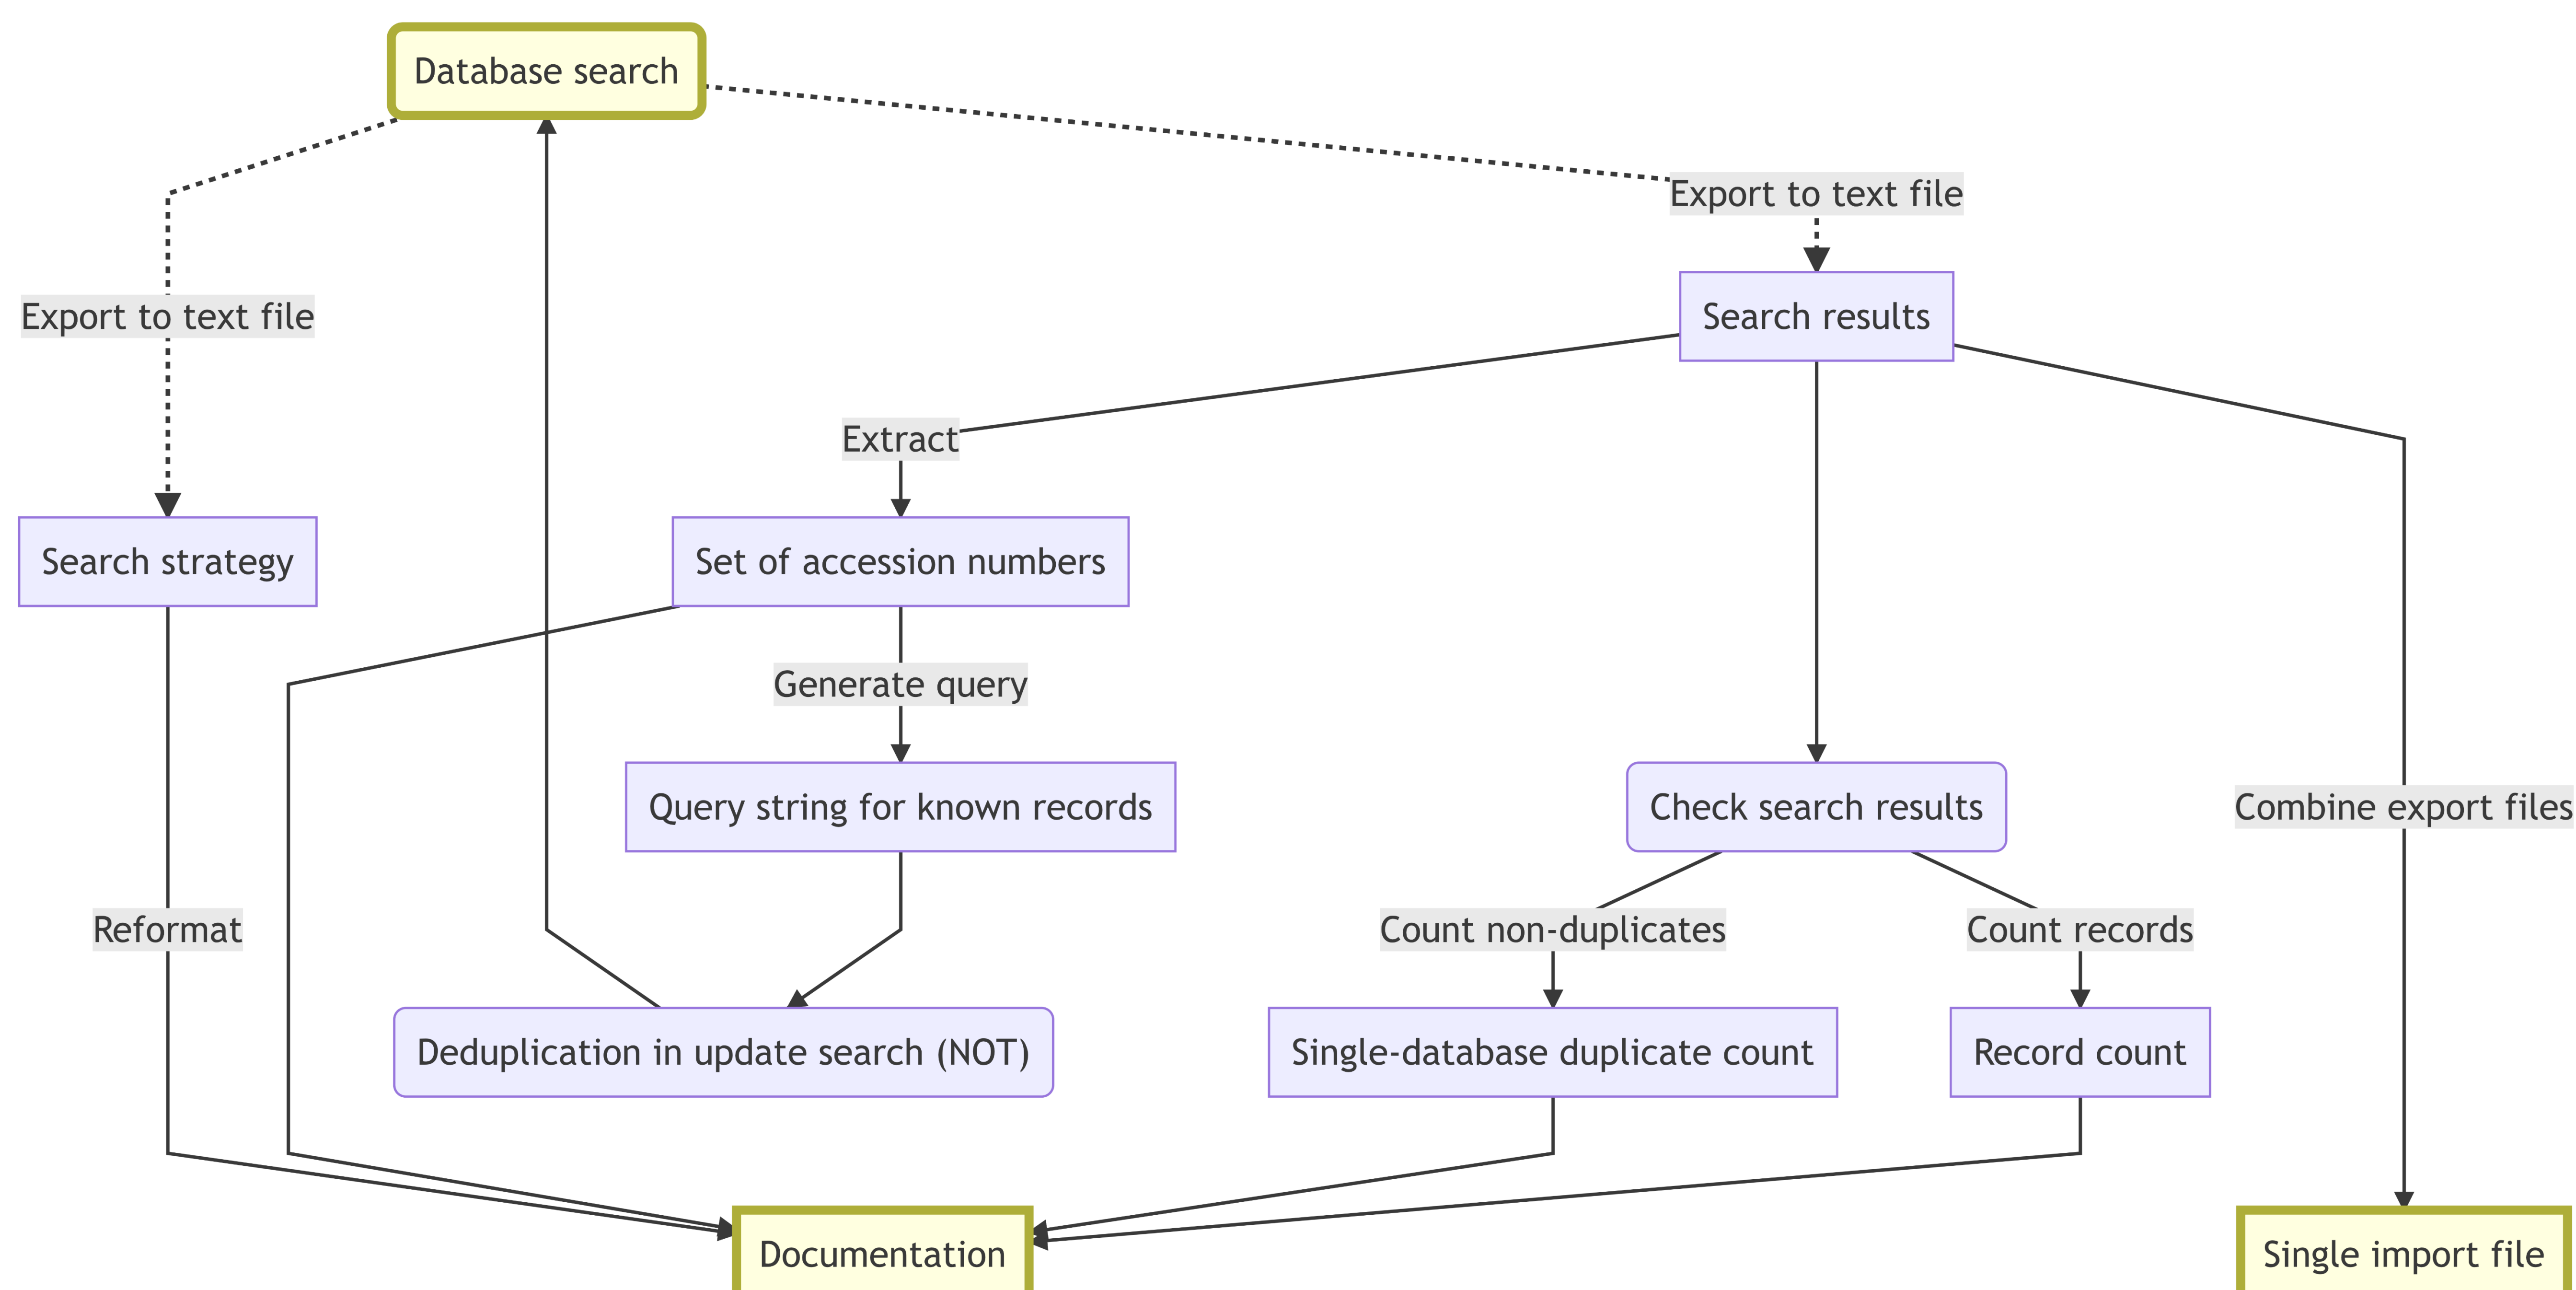 Database search
Export to text file
Export to text file
Search results
Extract
Search strategy
Set of accession numbers
Generate query
Query string for known records
Check search results
Combine export files
Reformat
Count non-duplicates
Count records
Deduplication in update search (NOT)
Single-database duplicate count
Record count
Documentation
Single import file